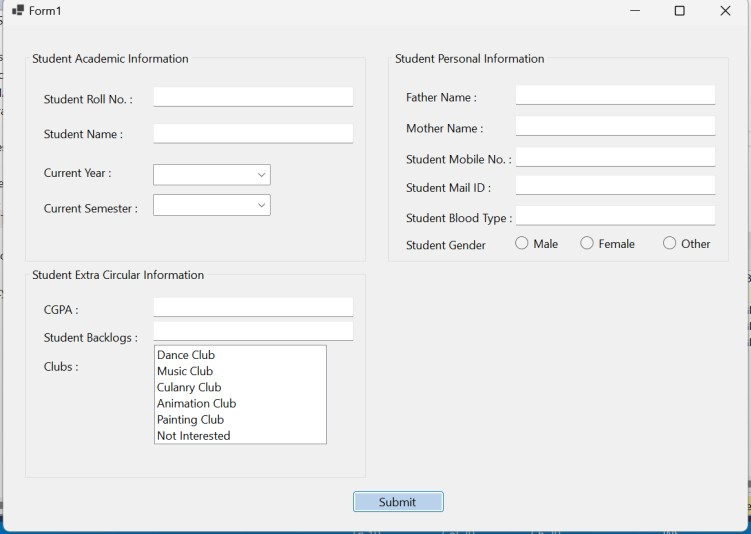 Form1
Student Academic Information
Student Roll No. :
Student Name :
Current Year :
Current Semester :
Student Personal Information
Father Name :
Mother Name :
Student Mobile No. :
Student Mail ID :
Student Blood Type :
Student Gender Male Female Other
Student Extra Circular Information
CGPA :
Student Backlogs :
Clubs :
Dance Club
Music Club
Culanry Club
Animation Club
Painting Club
Not Interested
Submit